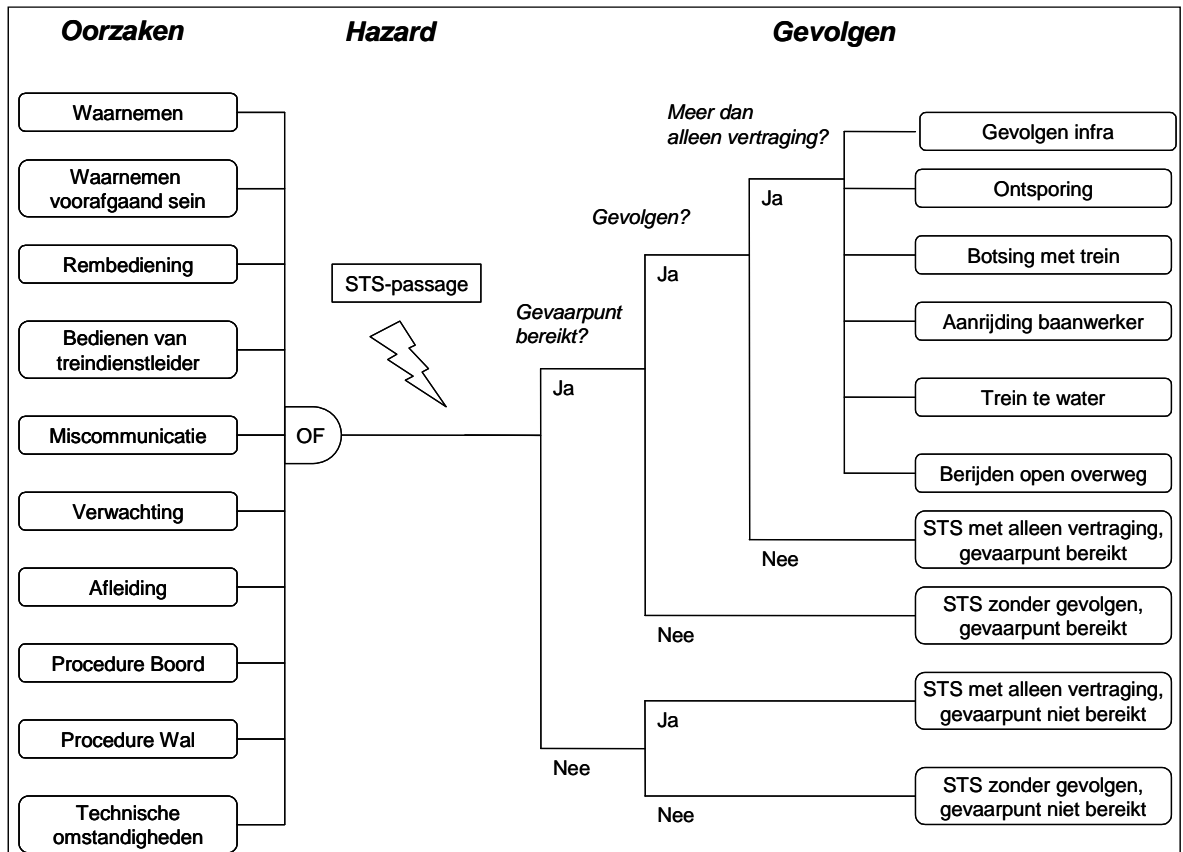 Oorzaken
Hazard
Gevolgen
Waarnemen
Waarnemen
voorafgaand sein
Rembediening
Bedienen van
treindienstleider
Miscommunicatie
Verwachting
Afleiding
Procedure Boord
Procedure Wal
Technische
omstandigheden
OF
STS-passage
Gevaarpunt
bereikt?
Ja
Nee
Gevolgen?
Ja
Nee
Ja
Nee
Meer dan
alleen vertraging?
Ja
Nee
Gevolgen infra
Ontsporing
Botsing met trein
Aanrijding baanwerker
Trein te water
Berijden open overweg
STS met alleen vertraging,
gevaarpunt bereikt
STS zonder gevolgen,
gevaarpunt bereikt
STS met alleen vertraging,
gevaarpunt niet bereikt
STS zonder gevolgen,
gevaarpunt niet bereikt